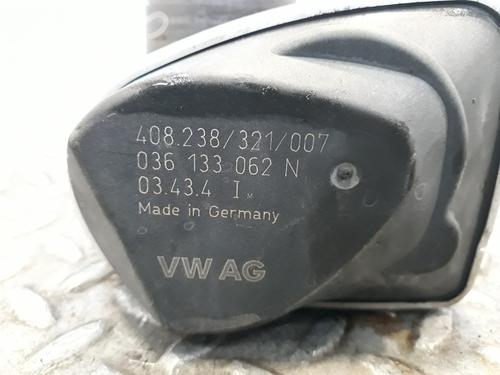 408.238/321/007
036 133 062 N
03.43.4 I M
Made in Germany
VW AG